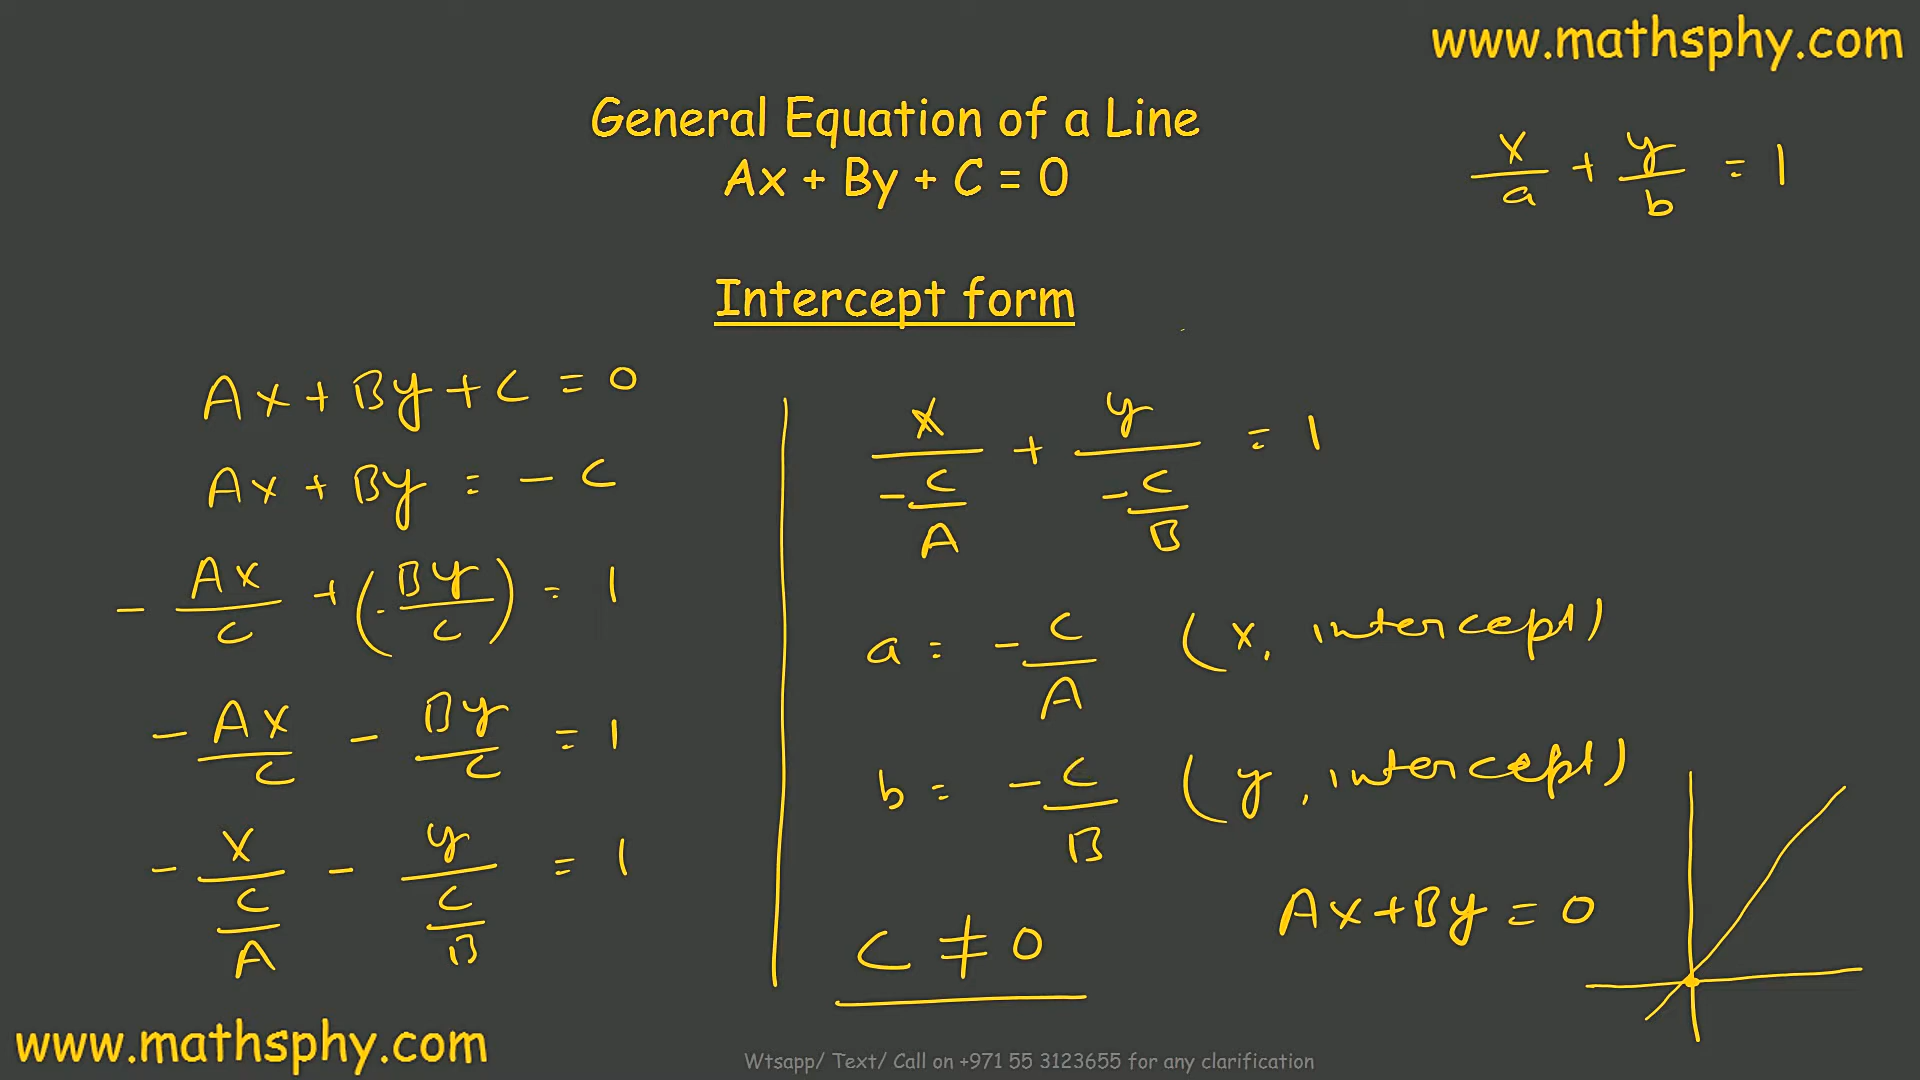 www.mathsphy.com
General Equation of a Line
Ax + By + C = 0
x/a + y/b = 1
Intercept form
Ax + By + C = 0
Ax + By = - C
- Ax/C + (- By/C) = 1
- Ax/C - By/C = 1
- x/(C/A) - y/(C/B) = 1
x/(-C/A) + y/(-C/B) = 1
a = - C/A (x, intercept)
b = - C/B (y, intercept)
C ≠ 0
Ax + By = 0
www.mathsphy.com
Wtsapp/ Text/ Call on +971 55 3123655 for any clarification